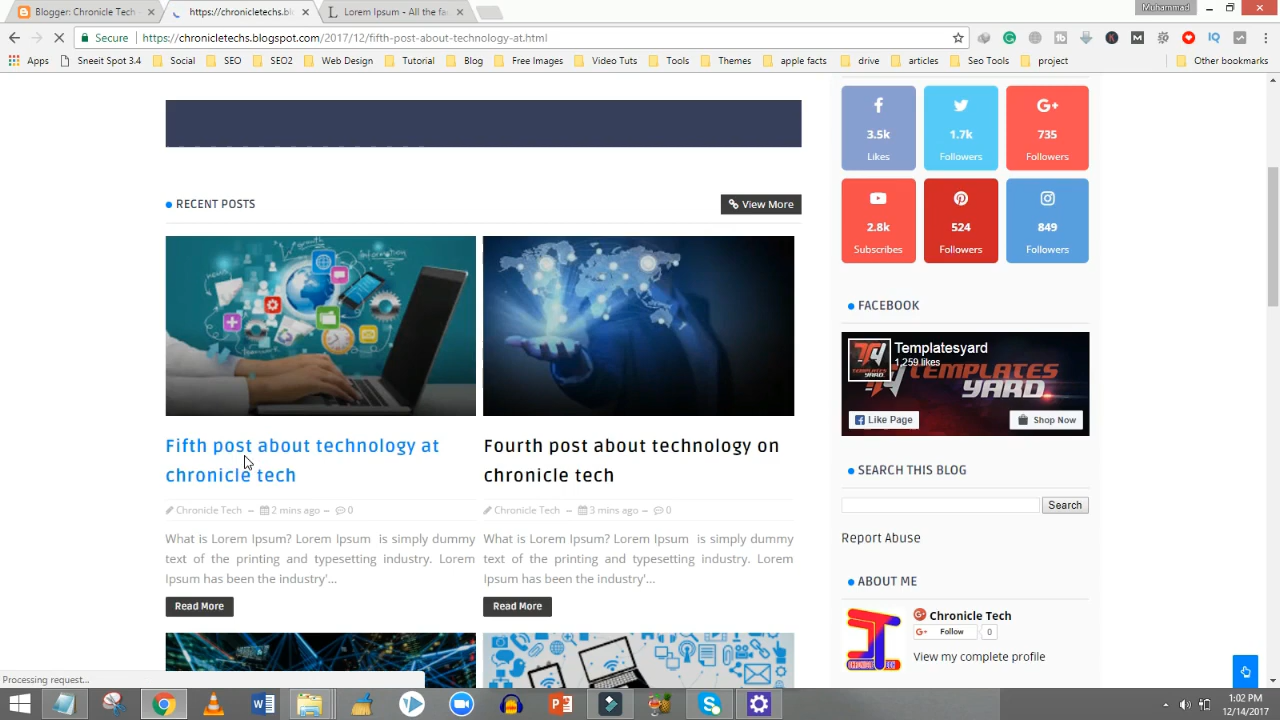 Blogger: Chronicle Tech -
https://chronicletechs.bl
Lorem Ipsum - All the fa
Muhammad
Secure
https://chronicletechs.blogspot.com/2017/12/fifth-post-about-technology-at.html
Apps
Sneeit Spot 3.4
Social
SEO
SEO2
Web Design
Tutorial
Blog
Free Images
Video Tuts
Tools
Themes
apple facts
drive
articles
Seo Tools
project
Other bookmarks
RECENT POSTS
View More
Fifth post about technology at
chronicle tech
Chronicle Tech – 2 mins ago – 0
What is Lorem Ipsum? Lorem Ipsum is simply dummy
text of the printing and typesetting industry. Lorem
Ipsum has been the industry'...
Read More
Fourth post about technology on
chronicle tech
Chronicle Tech – 3 mins ago – 0
What is Lorem Ipsum? Lorem Ipsum is simply dummy
text of the printing and typesetting industry. Lorem
Ipsum has been the industry'...
Read More
3.5k
Likes
1.7k
Followers
G+
735
Followers
2.8k
Subscribes
524
Followers
849
Followers
FACEBOOK
Templatesyard
1,259 likes
TEMPLATES
YARD
Like Page
Shop Now
SEARCH THIS BLOG
Search
Report Abuse
ABOUT ME
Chronicle Tech
G+ Follow 0
View my complete profile
Processing request...
1:02 PM
12/14/2017